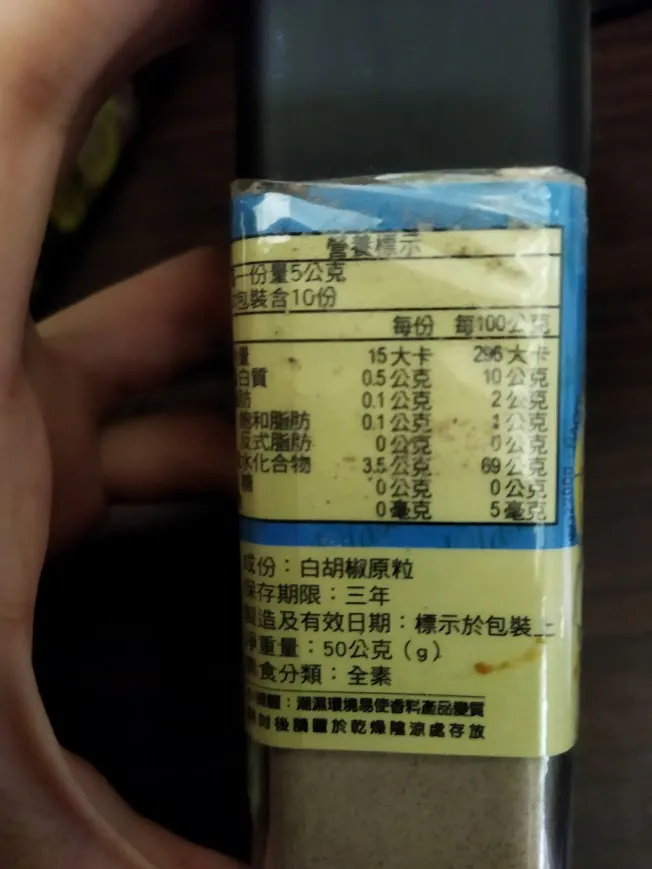 營養標示
一份量5公克
包裝含10份
每份 每100公克
量 15大卡 296大卡
白質 0.5公克 10公克
肪 0.1公克 2公克
飽和脂肪 0.1公克 1公克
反式脂肪 0公克 0公克
水化合物 3.5公克 69公克
糖 0公克 0公克
0毫克 5毫克
成份：白胡椒原粒
保存期限：三年
製造及有效日期：標示於包裝上
淨重量：50公克（g）
素食分類：全素
：潮濕環境易使香料產品變質
開封後請置於乾燥陰涼處存放